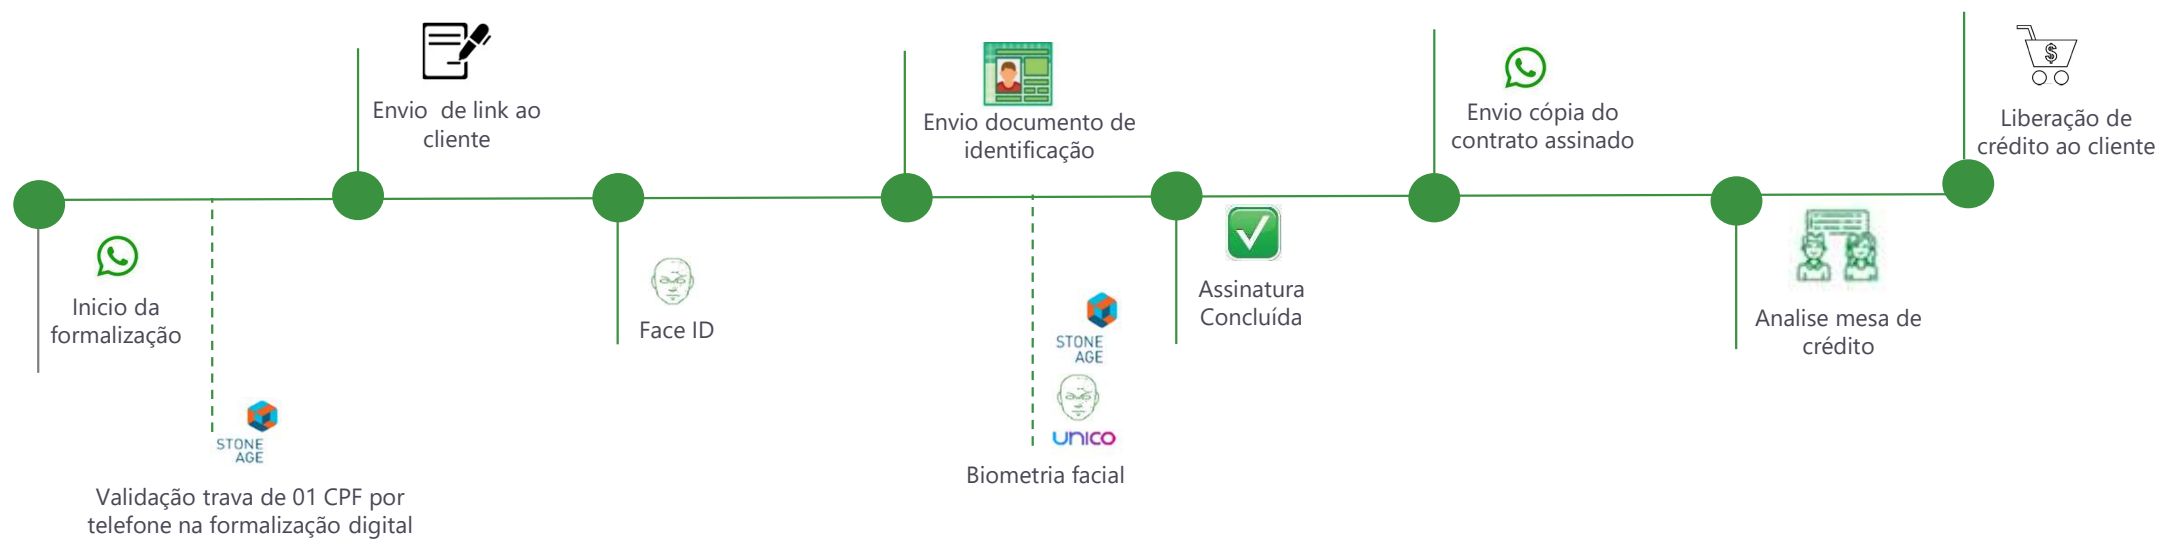 Inicio da
formalização
STONE
AGE
Validação trava de 01 CPF por
telefone na formalização digital
Envio de link ao
cliente
Face ID
Envio documento de
identificação
STONE
AGE
unico
Biometria facial
Assinatura
Concluída
Envio cópia do
contrato assinado
Analise mesa de
crédito
$
Liberação de
crédito ao cliente